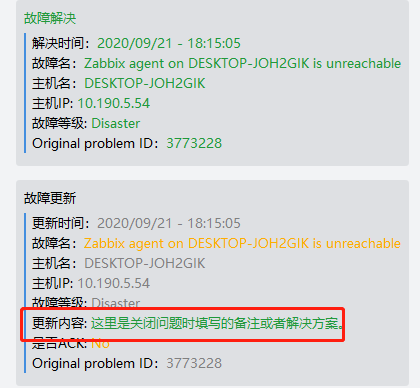 故障解决
解决时间：2020/09/21 - 18:15:05
故障名：Zabbix agent on DESKTOP-JOH2GIK is unreachable
主机名：DESKTOP-JOH2GIK
主机IP: 10.190.5.54
故障等级: Disaster
Original problem ID：3773228
故障更新
更新时间：2020/09/21 - 18:15:05
故障名：Zabbix agent on DESKTOP-JOH2GIK is unreachable
主机名：DESKTOP-JOH2GIK
主机IP: 10.190.5.54
故障等级: Disaster
更新内容: 这里是关闭问题时填写的备注或者解决方案。
是否ACK: No
Original problem ID：3773228